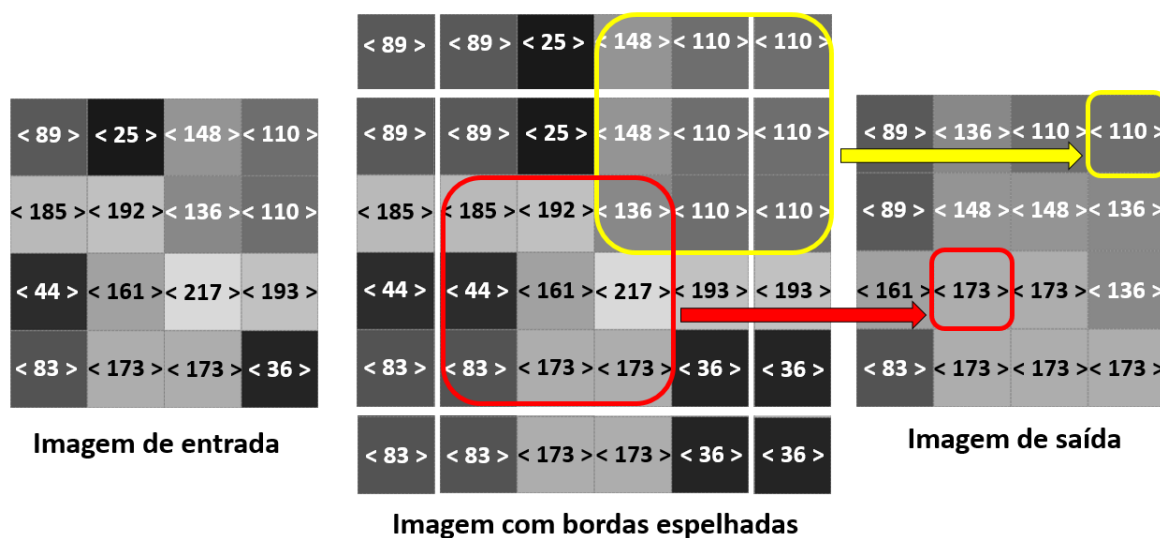 < 89 > < 25 > < 148 > < 110 >
< 185 > < 192 > < 136 > < 110 >
< 44 > < 161 > < 217 > < 193 >
< 83 > < 173 > < 173 > < 36 >
Imagem de entrada
< 89 > < 89 > < 25 > < 148 > < 110 > < 110 >
< 89 > < 89 > < 25 > < 148 > < 110 > < 110 >
< 185 > < 185 > < 192 > < 136 > < 110 > < 110 >
< 44 > < 44 > < 161 > < 217 > < 193 > < 193 >
< 83 > < 83 > < 173 > < 173 > < 36 > < 36 >
< 83 > < 83 > < 173 > < 173 > < 36 > < 36 >
Imagem com bordas espelhadas
< 89 > < 136 > < 110 > < 110 >
< 89 > < 148 > < 148 > < 136 >
< 161 > < 173 > < 173 > < 136 >
< 83 > < 173 > < 173 > < 173 >
Imagem de saída